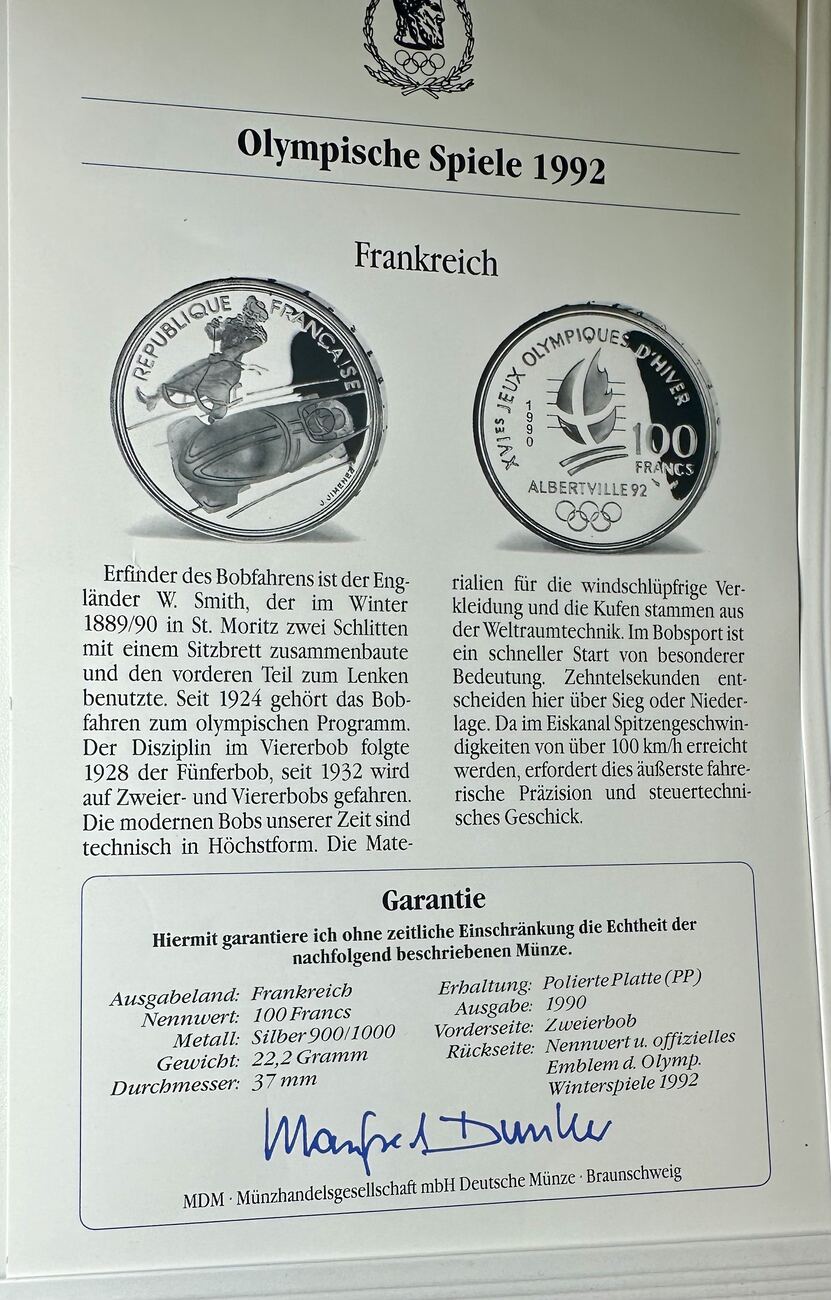 Olympische Spiele 1992
Frankreich
REPUBLIQUE FRANÇAISE
J. JIMENEZ
XVIES JEUX OLYMPIQUES D'HIVER
1990
100
FRANCS
ALBERTVILLE 92
Erfinder des Bobfahrens ist der Eng-
länder W. Smith, der im Winter
1889/90 in St. Moritz zwei Schlitten
mit einem Sitzbrett zusammenbaute
und den vorderen Teil zum Lenken
benutzte. Seit 1924 gehört das Bob-
fahren zum olympischen Programm.
Der Disziplin im Viererbob folgte
1928 der Fünferbob, seit 1932 wird
auf Zweier- und Viererbobs gefahren.
Die modernen Bobs unserer Zeit sind
technisch in Höchstform. Die Mate-
rialien für die windschlüpfrige Ver-
kleidung und die Kufen stammen aus
der Weltraumtechnik. Im Bobsport ist
ein schneller Start von besonderer
Bedeutung. Zehntelsekunden ent-
scheiden hier über Sieg oder Nieder-
lage. Da im Eiskanal Spitzengeschwin-
digkeiten von über 100 km/h erreicht
werden, erfordert dies äußerste fahre-
rische Präzision und steuertechni-
sches Geschick.
Garantie
Hiermit garantiere ich ohne zeitliche Einschränkung die Echtheit der
nachfolgend beschriebenen Münze.
Ausgabeland: Frankreich
Nennwert: 100 Francs
Metall: Silber 900/1000
Gewicht: 22,2 Gramm
Durchmesser: 37 mm
Erhaltung: Polierte Platte (PP)
Ausgabe: 1990
Vorderseite: Zweierbob
Rückseite: Nennwert u. offizielles
Emblem d. Olymp.
Winterspiele 1992
Manfred Dunker
MDM · Münzhandelsgesellschaft mbH Deutsche Münze · Braunschweig